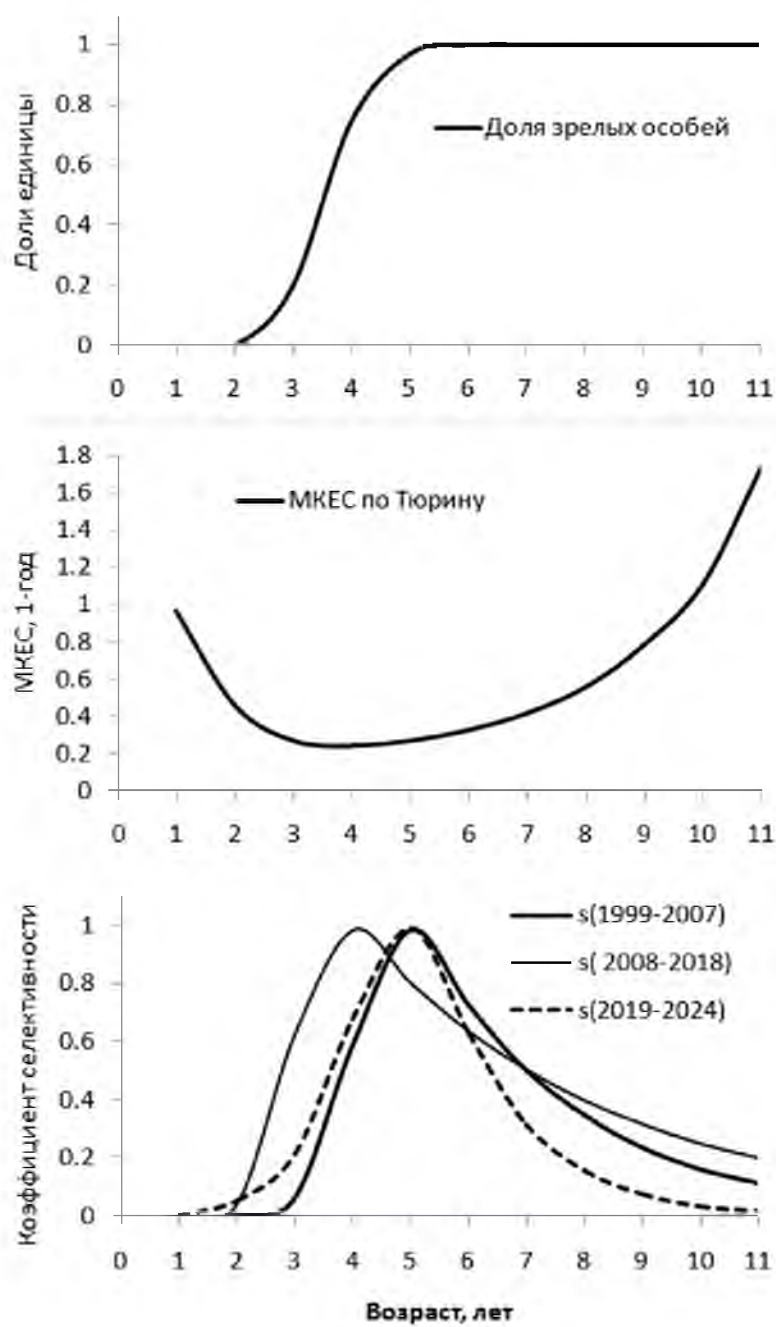 Доли единицы
1
0.8
0.6
0.4
0.2
0
Доля зрелых особей
0 1 2 3 4 5 6 7 8 9 10 11
МКЕС, 1-год
1.8
1.6
1.4
1.2
1
0.8
0.6
0.4
0.2
0
МКЕС по Тюрину
0 1 2 3 4 5 6 7 8 9 10 11
Коэффициент селективности
1
0.8
0.6
0.4
0.2
0
s(1999-2007)
s( 2008-2018)
s(2019-2024)
0 1 2 3 4 5 6 7 8 9 10 11
Возраст, лет